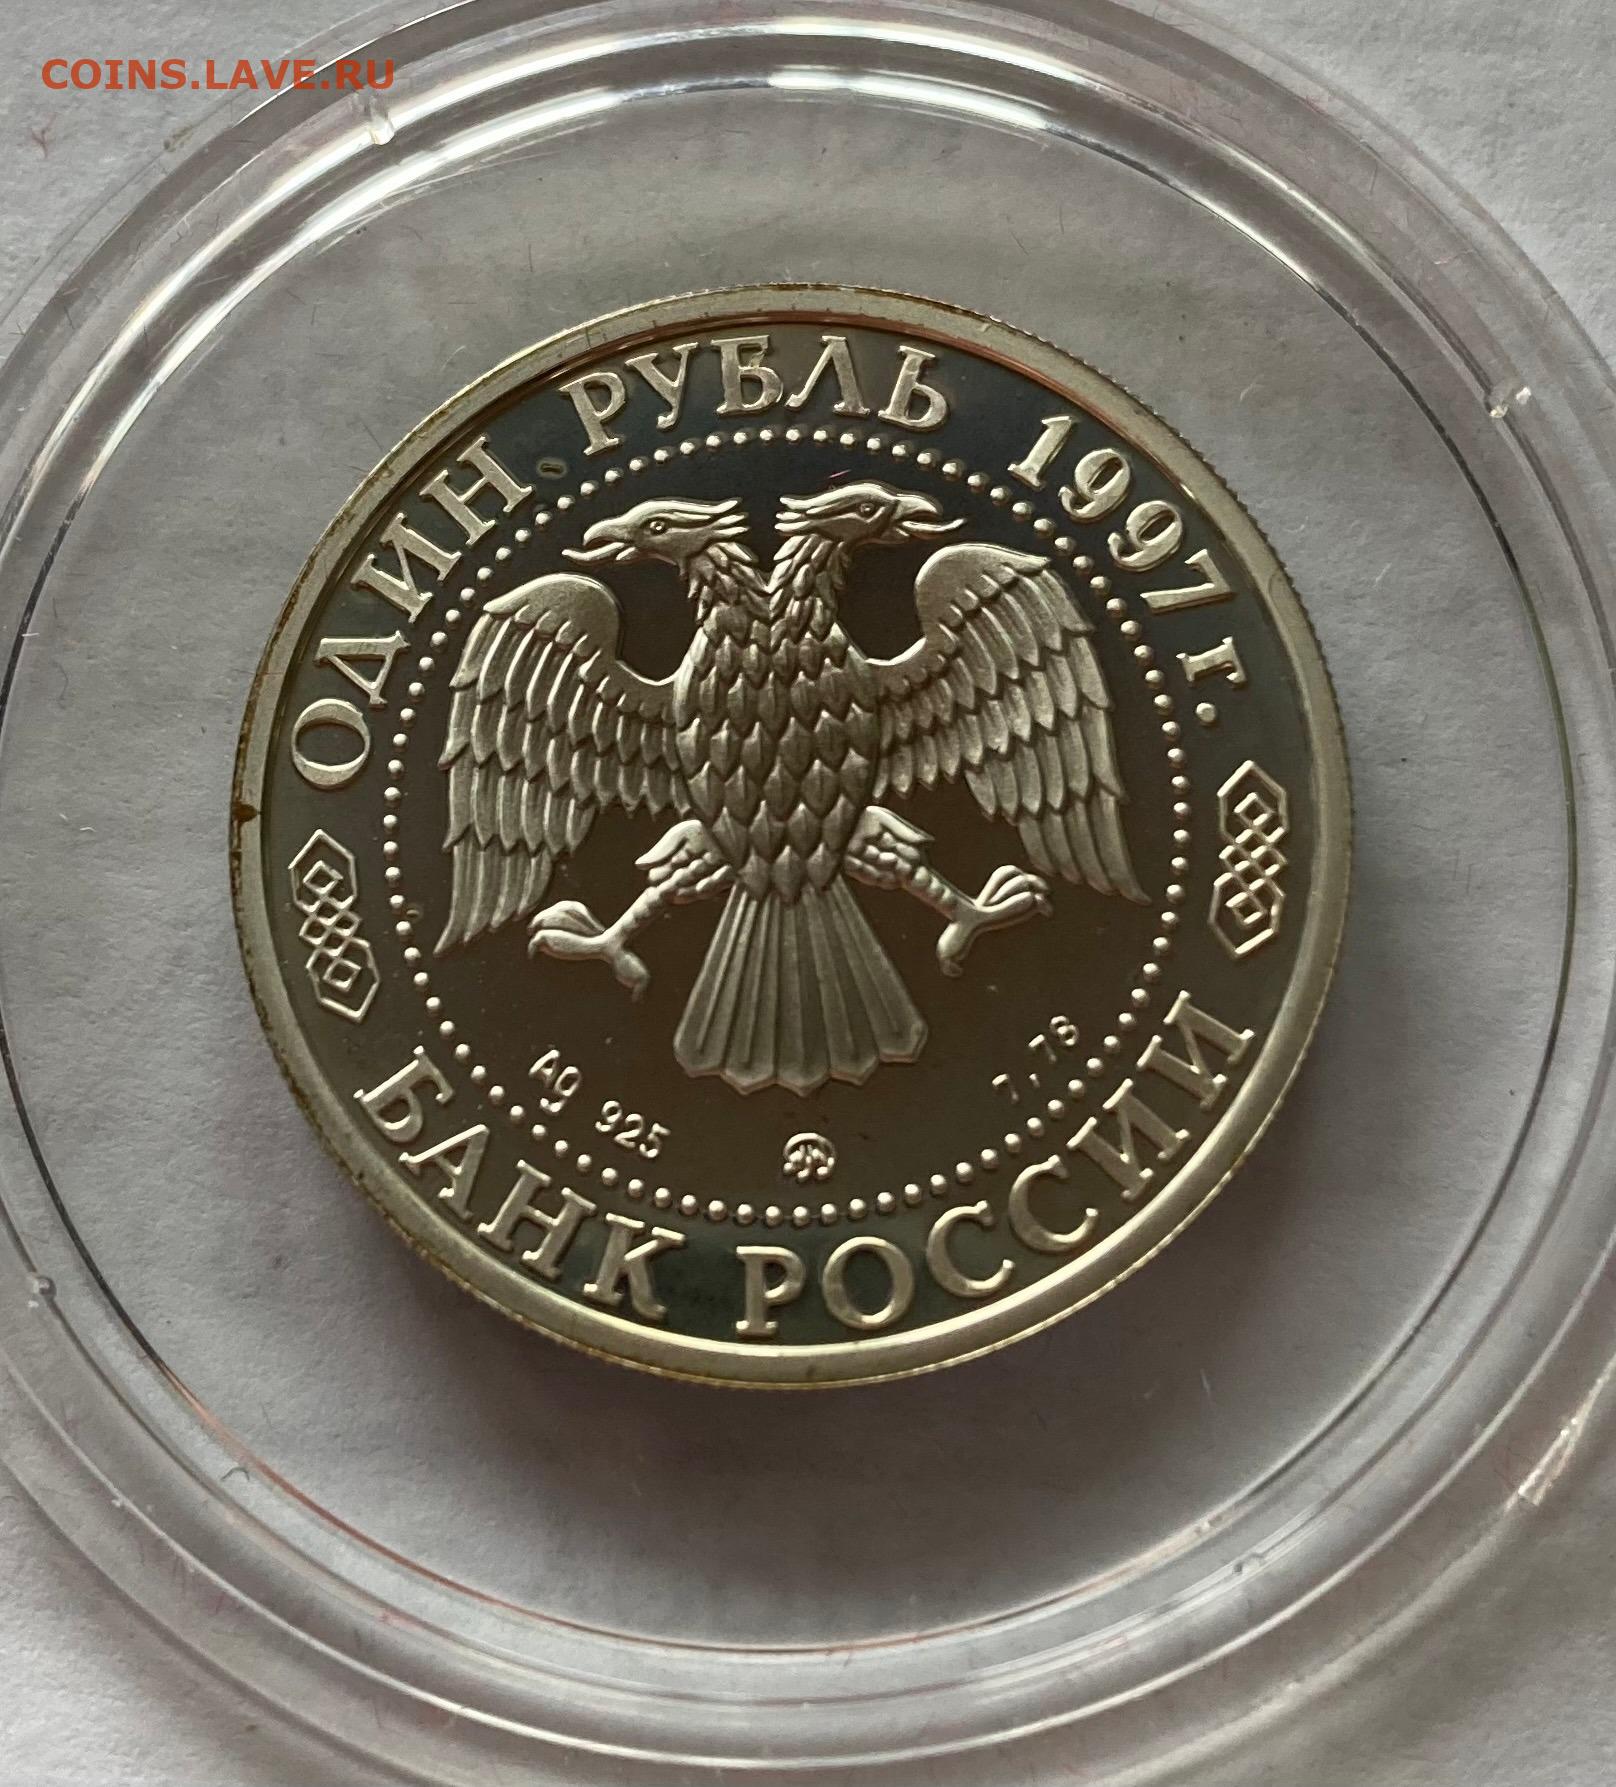 COINS.LAVE.RU
ОДИН РУБЛЬ 1997 г.
Ag 925
7,78
БАНК РОССИИ